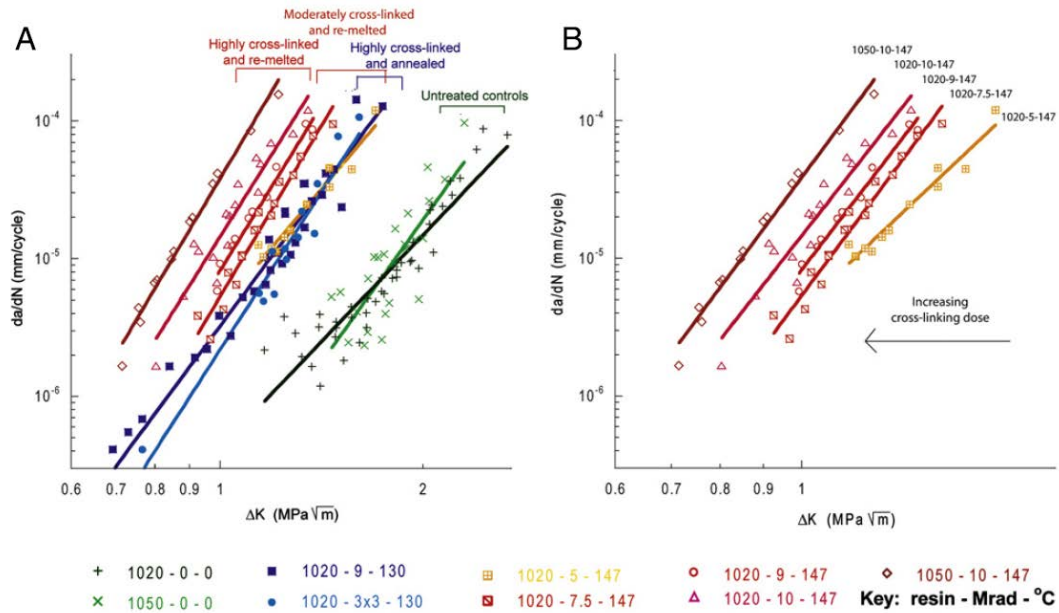 A
Moderately cross-linked
and re-melted
Highly cross-linked
and re-melted
Highly cross-linked
and annealed
Untreated controls
da/dN (mm/cycle)
10⁻⁴
10⁻⁵
10⁻⁶
0.6 0.7 0.8 0.9 1 2
ΔK (MPa√m)
B
1050-10-147
1020-10-147
1020-9-147
1020-7.5-147
1020-5-147
da/dN (mm/cycle)
10⁻⁴
10⁻⁵
10⁻⁶
Increasing
cross-linking dose
0.6 0.7 0.8 0.9 1
ΔK (MPa√m)
1020 - 0 - 0
1020 - 9 - 130
1020 - 5 - 147
1020 - 9 - 147
1050 - 10 - 147
1050 - 0 - 0
1020 - 3x3 - 130
1020 - 7.5 - 147
1020 - 10 - 147
Key: resin - Mrad - °C